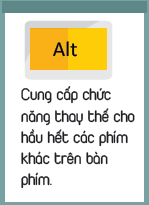 Alt
Cung cấp chức
năng thay thế cho
hầu hết các phím
khác trên bàn
phím.